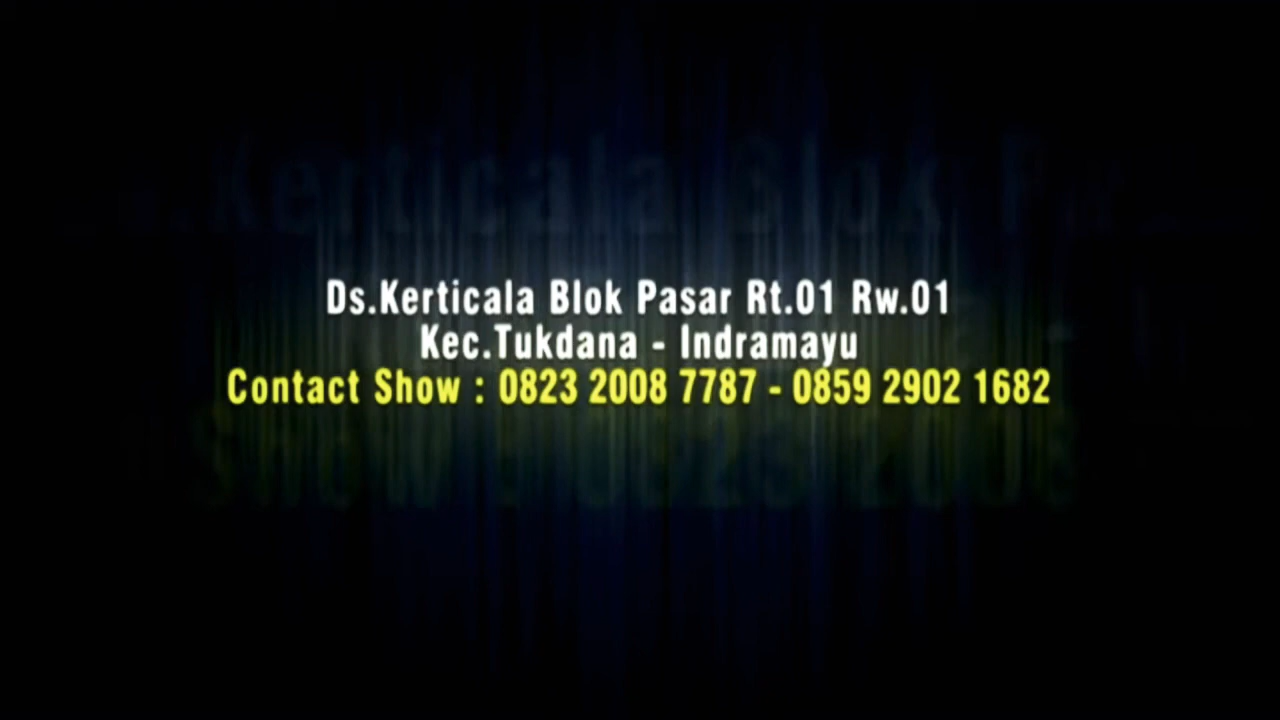 Ds.Kerticala Blok Pasar Rt.01 Rw.01
Kec.Tukdana - Indramayu
Contact Show : 0823 2008 7787 - 0859 2902 1682